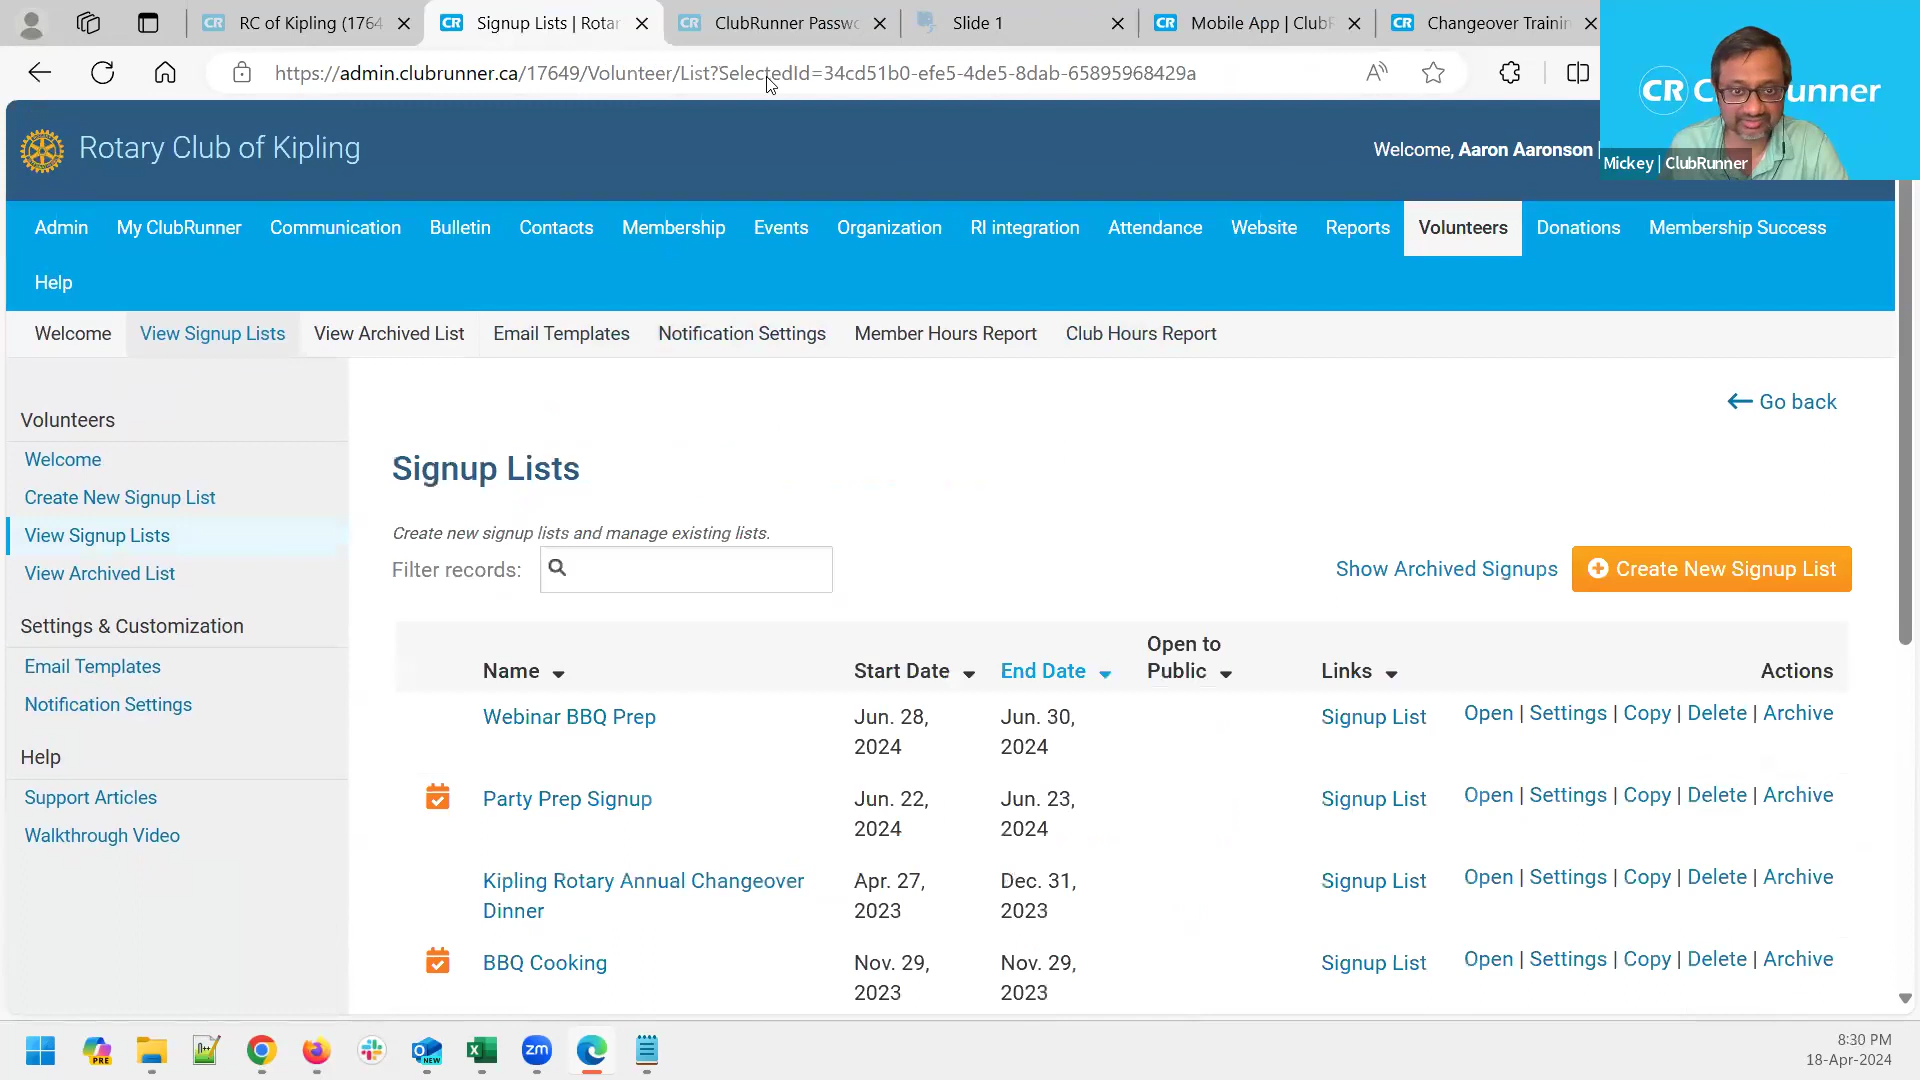 RC of Kipling (1764
Signup Lists | Rotar
ClubRunner Passwo
Slide 1
Mobile App | ClubR
Changeover Trainin
https://admin.clubrunner.ca/17649/Volunteer/List?SelectedId=34cd51b0-efe5-4de5-8dab-65895968429a
Rotary Club of Kipling
Welcome, Aaron Aaronson |
CR C unner
Mickey | ClubRunner
Admin My ClubRunner Communication Bulletin Contacts Membership Events Organization RI integration Attendance Website Reports Volunteers Donations Membership Success
Help
Welcome View Signup Lists View Archived List Email Templates Notification Settings Member Hours Report Club Hours Report
Volunteers
Welcome
Create New Signup List
View Signup Lists
View Archived List
Settings & Customization
Email Templates
Notification Settings
Help
Support Articles
Walkthrough Video
Go back
Signup Lists
Create new signup lists and manage existing lists.
Filter records:
Show Archived Signups
Create New Signup List
Name Start Date End Date Open to Public Links Actions
Webinar BBQ Prep Jun. 28, 2024 Jun. 30, 2024 Signup List Open | Settings | Copy | Delete | Archive
Party Prep Signup Jun. 22, 2024 Jun. 23, 2024 Signup List Open | Settings | Copy | Delete | Archive
Kipling Rotary Annual Changeover Dinner Apr. 27, 2023 Dec. 31, 2023 Signup List Open | Settings | Copy | Delete | Archive
BBQ Cooking Nov. 29, 2023 Nov. 29, 2023 Signup List Open | Settings | Copy | Delete | Archive
PRE
NEW
zm
8:30 PM
18-Apr-2024